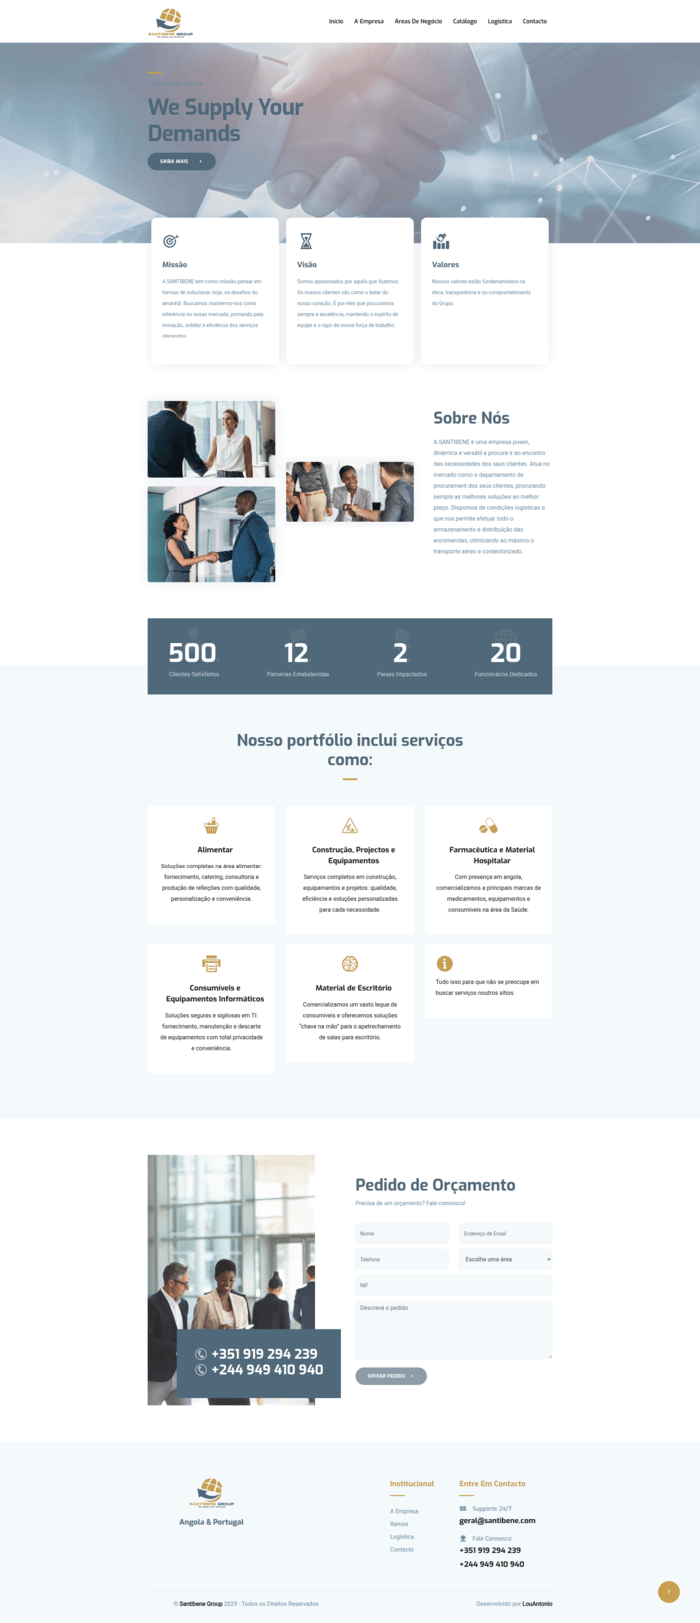 SANTIBENE GROUP
Início A Empresa Áreas De Negócio Catálogo Logística Contacto
We Supply Your
Demands
SAIBA MAIS
Missão
A SANTIBENE tem como missão pensar em
formas de solucionar, hoje, os desafios do
amanhã. Buscamos mantermo-nos como
referência no nosso mercado, primando pela
inovação, solidez e eficiência dos serviços
oferecidos.
Visão
Somos apaixonados por aquilo que fazemos.
Os nossos clientes são como o bater do
nosso coração. É por eles que procuramos
sempre a excelência, mantendo o espírito de
equipe e o rigor da nossa força de trabalho.
Valores
Nossos valores estão fundamentados na
ética, transparência e no comprometimento
do Grupo.
Sobre Nós
A SANTIBENE é uma empresa jovem,
dinâmica e versátil e procura ir ao encontro
das necessidades dos seus clientes. Atua no
mercado como o departamento de
procurement dos seus clientes, procurando
sempre as melhores soluções ao melhor
preço. Dispomos de condições logísticas o
que nos permite efetuar todo o
armazenamento e distribuição das
encomendas, otimizando ao máximo o
transporte aéreo e contentorizado.
500
Clientes Satisfeitos
12
Parcerias Estabelecidas
2
Países Impactados
20
Funcionários Dedicados
Nosso portfólio inclui serviços
como:
Alimentar
Soluções completas na área alimentar:
fornecimento, catering, consultoria e
produção de refeições com qualidade,
personalização e conveniência.
Construção, Projectos e
Equipamentos
Serviços completos em construção,
equipamentos e projetos: qualidade,
eficiência e soluções personalizadas
para cada necessidade.
Farmacêutica e Material
Hospitalar
Com presença em angola,
comercializamos a principais marcas de
medicamentos, equipamentos e
consumíveis na área da Saúde.
Consumíveis e
Equipamentos Informáticos
Soluções seguras e sigilosas em TI:
fornecimento, manutenção e descarte
de equipamentos com total privacidade
e conveniência.
Material de Escritório
Comercializamos um vasto leque de
consumíveis e oferecemos soluções
"chave na mão" para o apetrechamento
de salas para escritório.
Tudo isso para que não se preocupe em
buscar serviços noutros sítios
+351 919 294 239
+244 949 410 940
Pedido de Orçamento
Precisa de um orçamento? Fale connosco!
Nome
Endereço de Email
Telefone
Escolha uma área
NIF
Descreva o pedido
ENVIAR PEDIDO
SANTIBENE GROUP
Angola & Portugal
Institucional
A Empresa
Ramos
Logística
Contacto
Entre Em Contacto
Supporte 24/7
geral@santibene.com
Fale Connosco
+351 919 294 239
+244 949 410 940
© Santibene Group 2025 - Todos os Direitos Reservados
Desenvolvido por LouAntonio